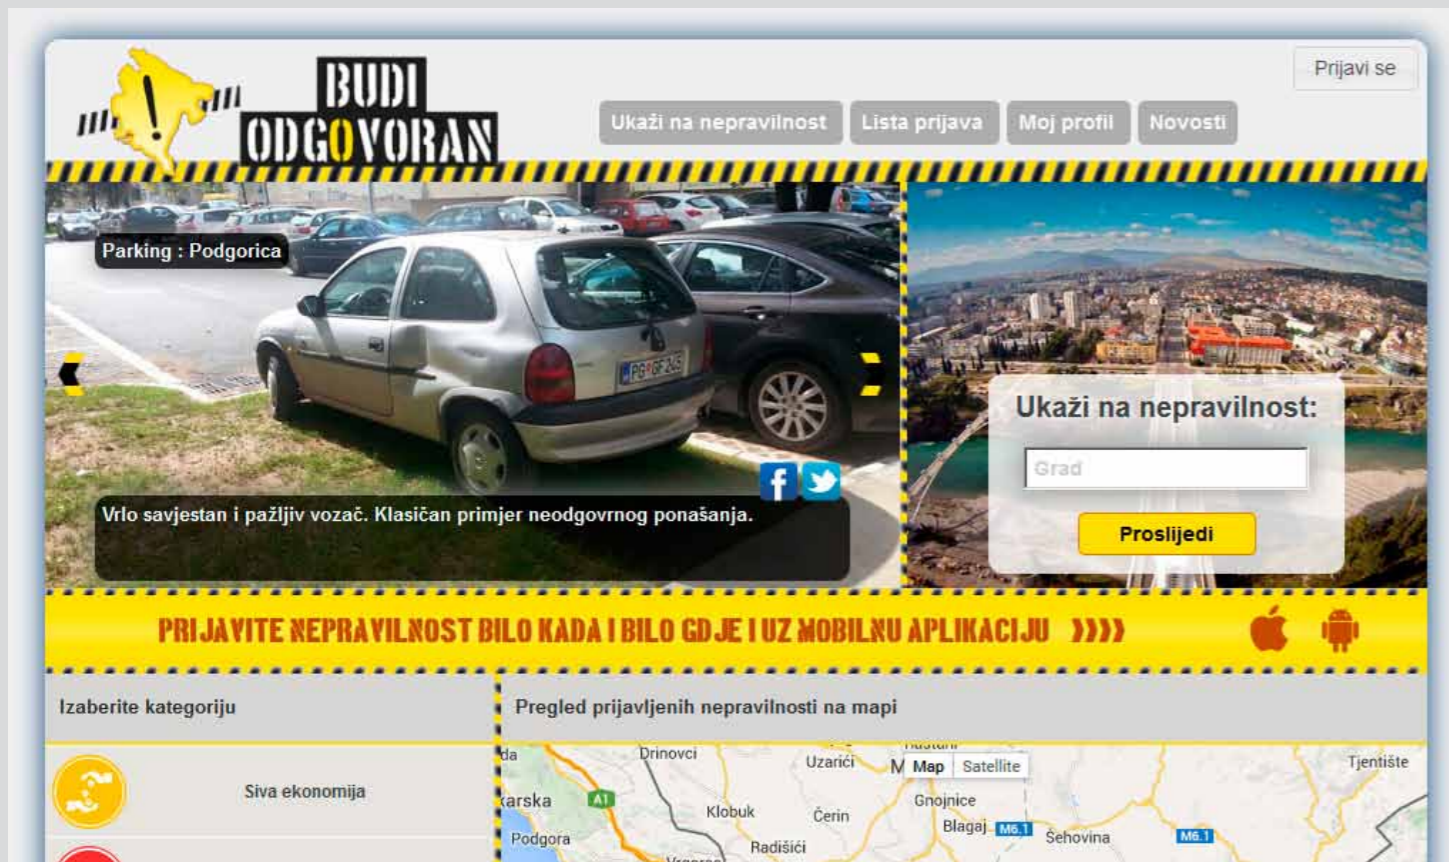 BUDI
ODGOVORAN
Prijavi se
Ukaži na nepravilnost
Lista prijava
Moj profil
Novosti
Parking : Podgorica
PG GF245
Vrlo savjestan i pažljiv vozač. Klasičan primjer neodgovrnog ponašanja.
Ukaži na nepravilnost:
Grad
Proslijedi
PRIJAVITE NEPRAVILNOST BILO KADA I BILO GDJE I UZ MOBILNU APLIKACIJU
Izaberite kategoriju
Pregled prijavljenih nepravilnosti na mapi
Siva ekonomija
da
Drinovci
Uzarići
M
Map
Satellite
Tjentište
karska
A1
Klobuk
Čerin
Gnojnice
Blagaj
M6.1
Šehovina
M6.1
Podgora
Radišići